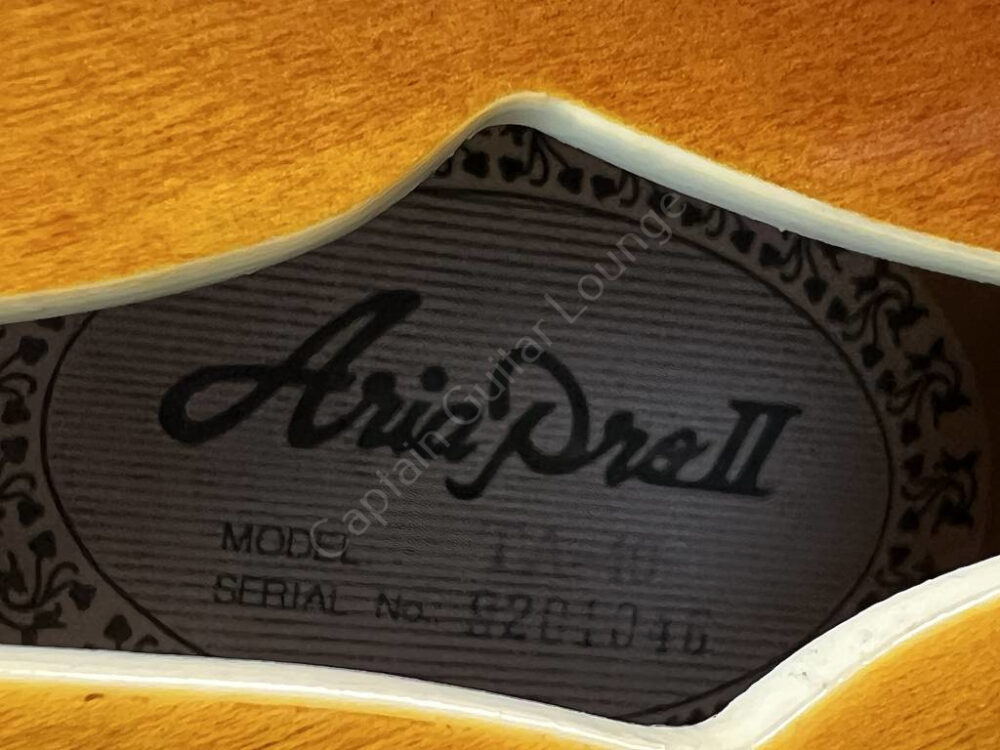 Aria Pro II
MODEL
SERIAL No.
Captain Guitar Lounge